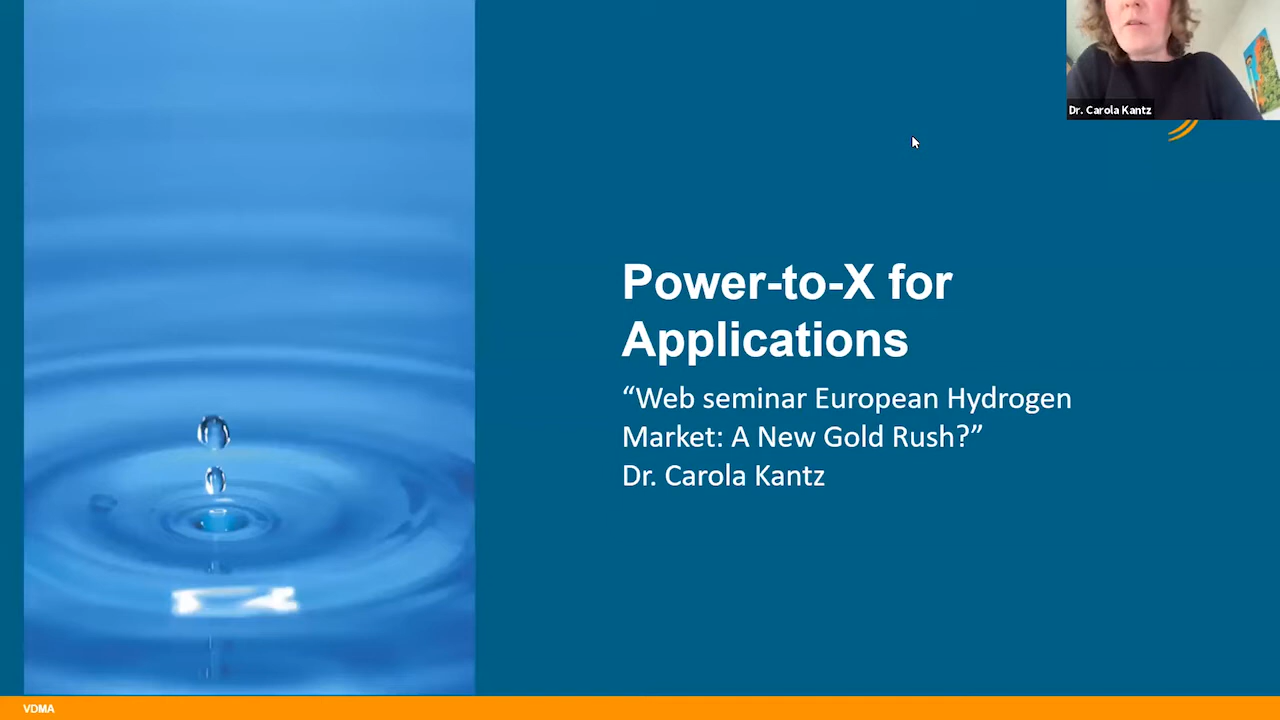 Dr. Carola Kantz
Power-to-X for
Applications
“Web seminar European Hydrogen
Market: A New Gold Rush?”
Dr. Carola Kantz
VDMA